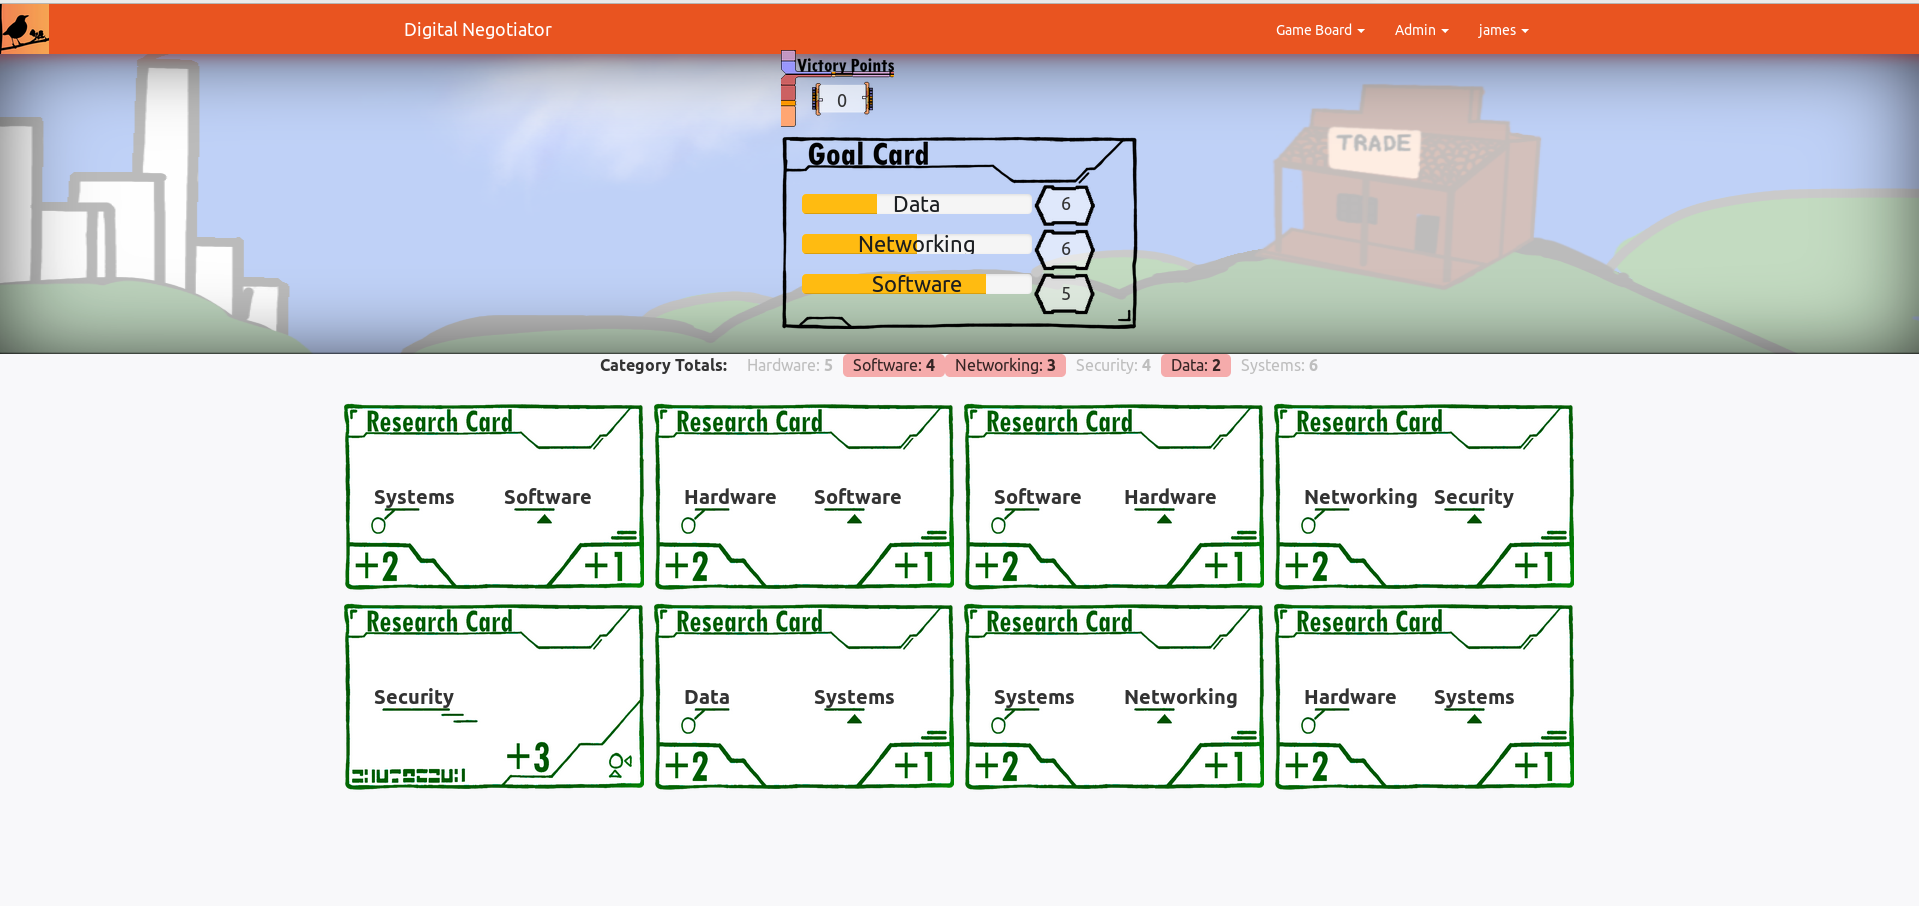 Digital Negotiator Game Board Admin james
Victory Points
0
TRADE
Goal Card
Data 6
Networking 6
Software 5
Category Totals: Hardware: 5 Software: 4 Networking: 3 Security: 4 Data: 2 Systems: 6
Research Card Research Card Research Card Research Card
Systems Software Hardware Software Software Hardware Networking Security
+2 +1 +2 +1 +2 +1 +2 +1
Research Card Research Card Research Card Research Card
Security Data Systems Systems Networking Hardware Systems
+3 +2 +1 +2 +1 +2 +1